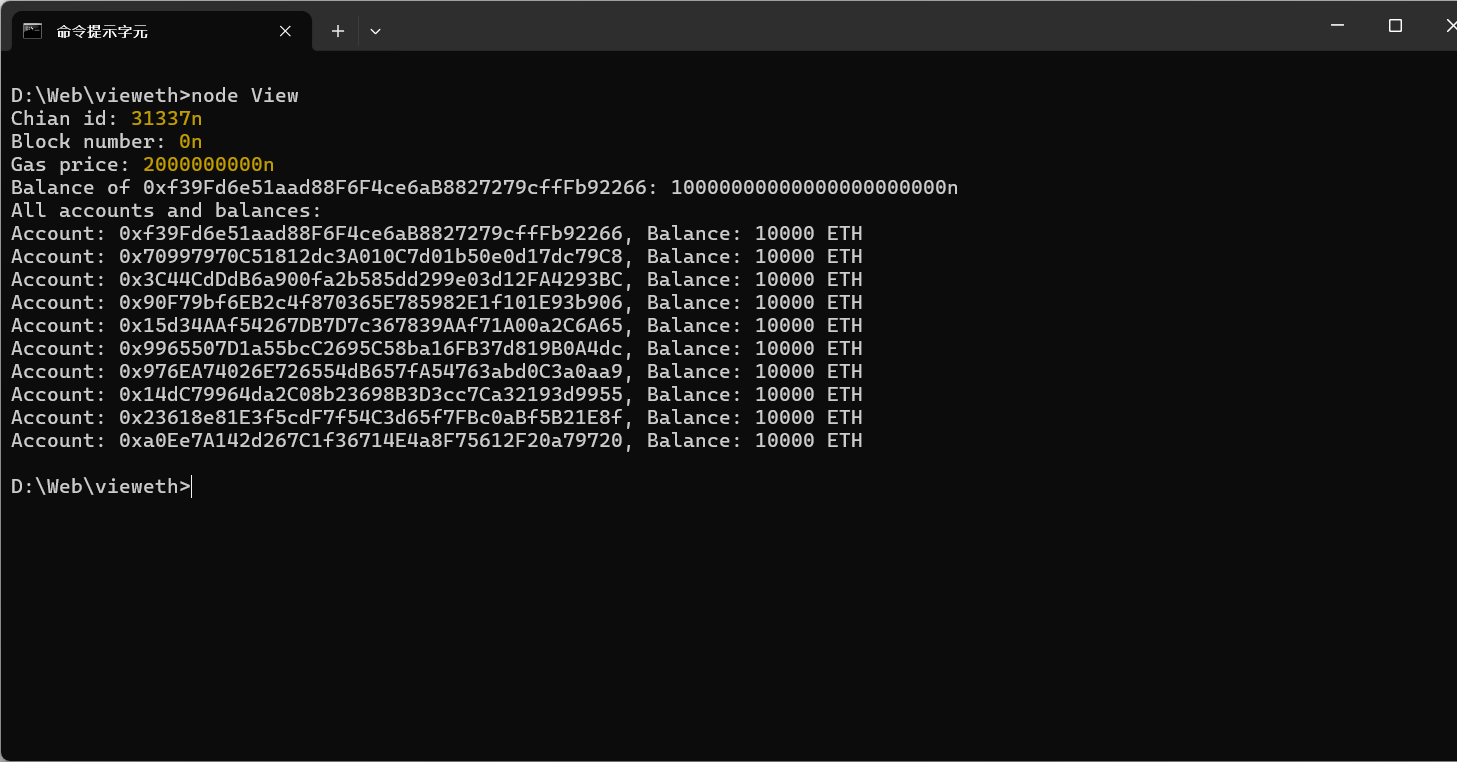 命令提示字元
D:\Web\vieweth>node View
Chian id: 31337n
Block number: 0n
Gas price: 2000000000n
Balance of 0xf39Fd6e51aad88F6F4ce6aB8827279cffFb92266: 10000000000000000000000n
All accounts and balances:
Account: 0xf39Fd6e51aad88F6F4ce6aB8827279cffFb92266, Balance: 10000 ETH
Account: 0x70997970C51812dc3A010C7d01b50e0d17dc79C8, Balance: 10000 ETH
Account: 0x3C44CdDdB6a900fa2b585dd299e03d12FA4293BC, Balance: 10000 ETH
Account: 0x90F79bf6EB2c4f870365E785982E1f101E93b906, Balance: 10000 ETH
Account: 0x15d34AAf54267DB7D7c367839AAf71A00a2C6A65, Balance: 10000 ETH
Account: 0x9965507D1a55bcC2695C58ba16FB37d819B0A4dc, Balance: 10000 ETH
Account: 0x976EA74026E726554dB657fA54763abd0C3a0aa9, Balance: 10000 ETH
Account: 0x14dC79964da2C08b23698B3D3cc7Ca32193d9955, Balance: 10000 ETH
Account: 0x23618e81E3f5cdF7f54C3d65f7FBc0aBf5B21E8f, Balance: 10000 ETH
Account: 0xa0Ee7A142d267C1f36714E4a8F75612F20a79720, Balance: 10000 ETH
D:\Web\vieweth>